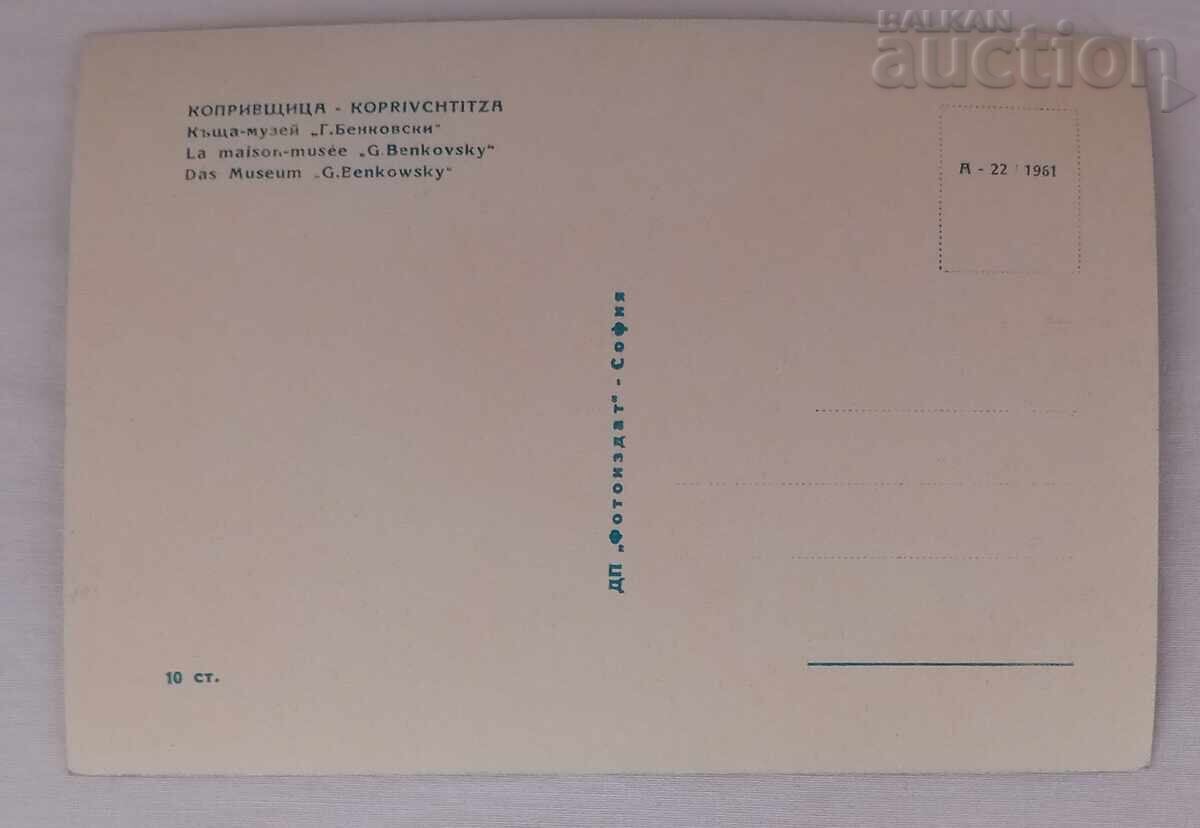 BALKAN
auction
КОПРИВЩИЦА - KOPRIVCHTITZA
Къща-музей „Г.Бенковски"
La maison-musée „G.Benkovsky"
Das Museum „G.Benkowsky"
А - 22 / 1961
ДП „Фотоиздат" - София
10 ст.